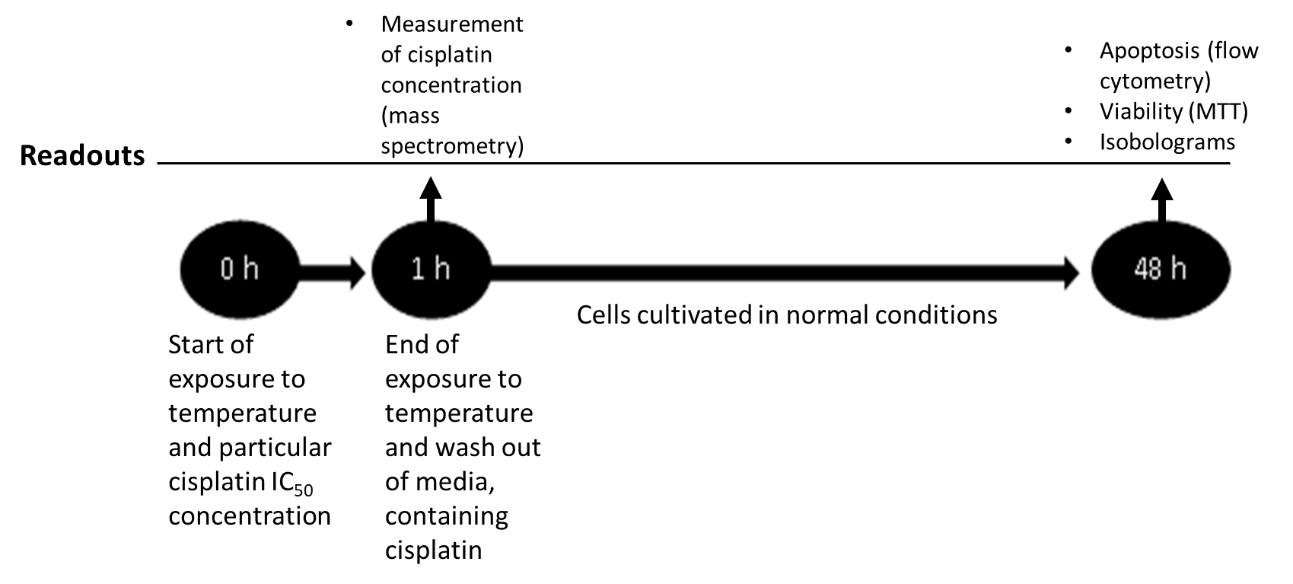 • Measurement
of cisplatin
concentration
(mass
spectrometry)
• Apoptosis (flow
cytometry)
• Viability (MTT)
• Isobolograms
Readouts
0 h
1 h
48 h
Cells cultivated in normal conditions
Start of
exposure to
temperature
and particular
cisplatin IC₅₀
concentration
End of
exposure to
temperature
and wash out
of media,
containing
cisplatin